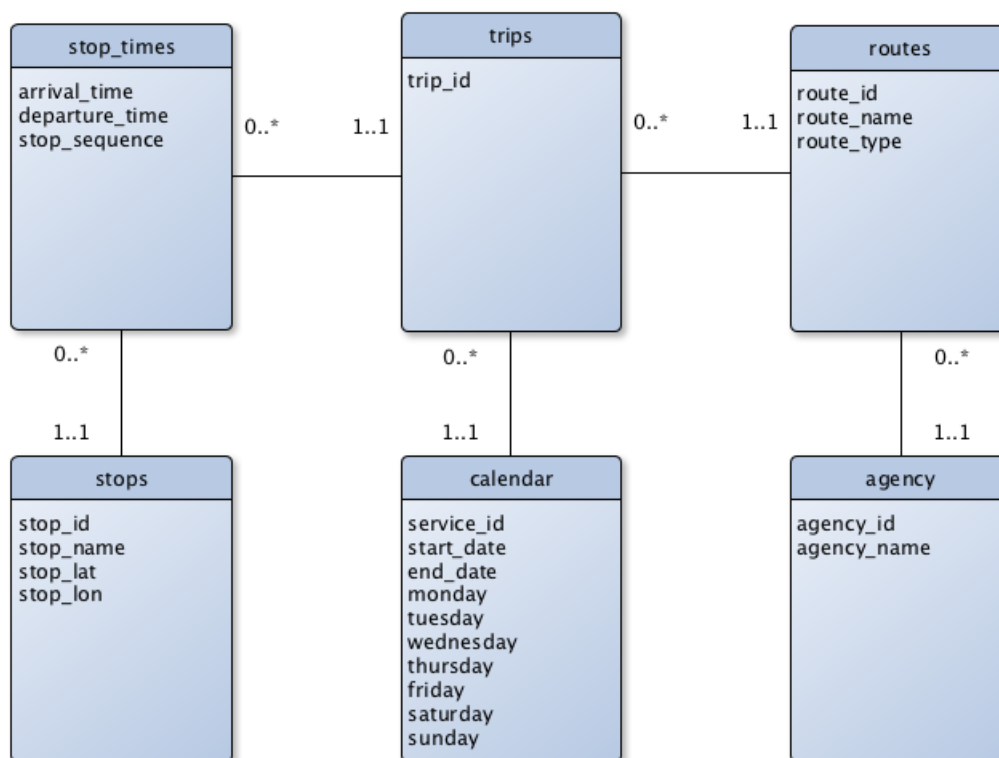 stop_times
arrival_time
departure_time
stop_sequence
0..*
1..1
trips
trip_id
0..*
1..1
routes
route_id
route_name
route_type
0..*
1..1
0..*
1..1
0..*
1..1
stops
stop_id
stop_name
stop_lat
stop_lon
calendar
service_id
start_date
end_date
monday
tuesday
wednesday
thursday
friday
saturday
sunday
agency
agency_id
agency_name